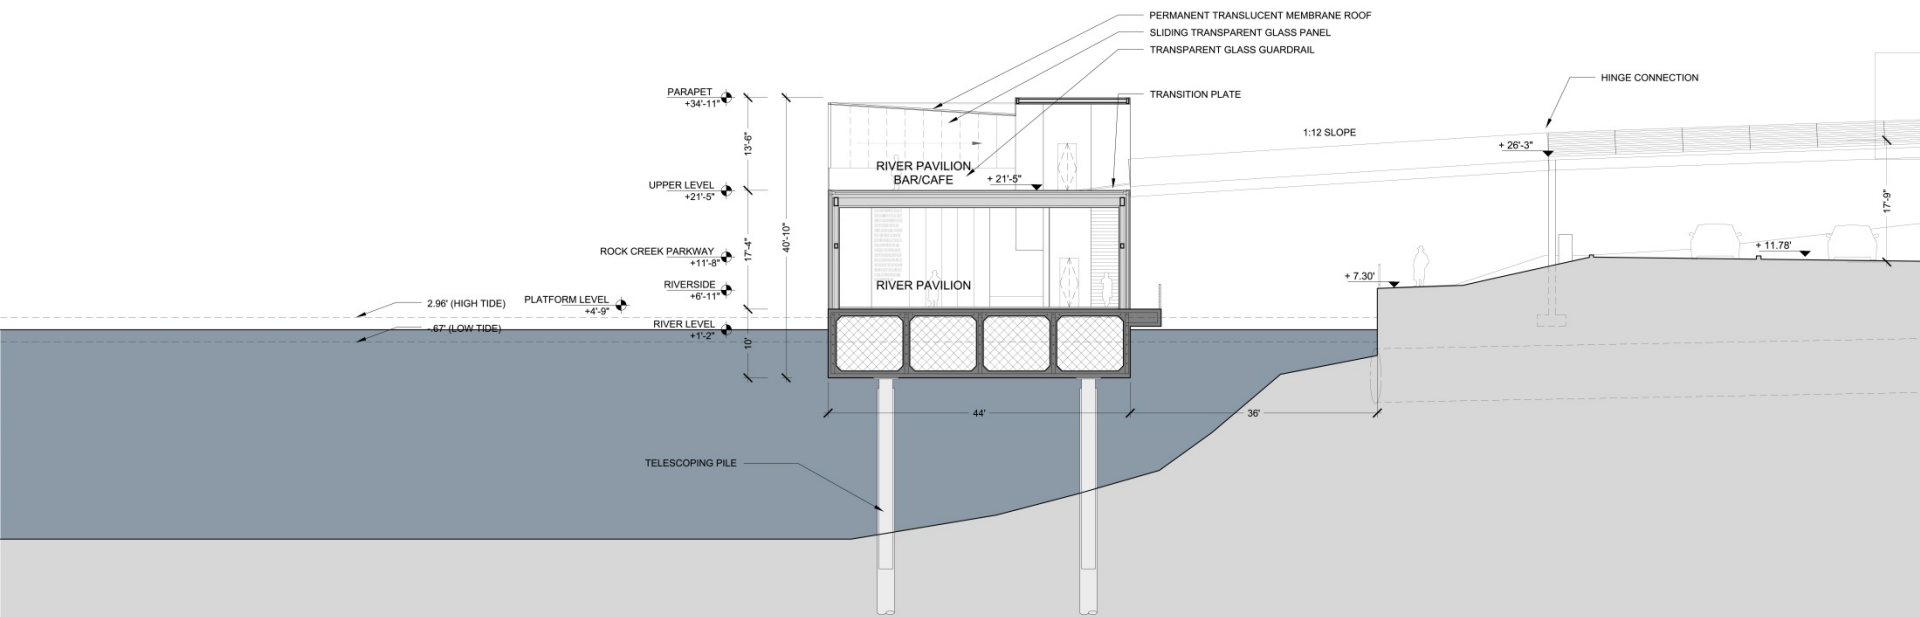 PERMANENT TRANSLUCENT MEMBRANE ROOF
SLIDING TRANSPARENT GLASS PANEL
TRANSPARENT GLASS GUARDRAIL
HINGE CONNECTION
PARAPET
+34'-11"
TRANSITION PLATE
1:12 SLOPE
13'-6"
+ 26'-3"
RIVER PAVILION
BAR/CAFE
+ 21'-5"
UPPER LEVEL
+21'-5"
17'-9"
40'-10"
17'-4"
ROCK CREEK PARKWAY
+11'-8"
+ 11.78'
+ 7.30'
RIVERSIDE
+6'-11"
RIVER PAVILION
2.96' (HIGH TIDE)
PLATFORM LEVEL
+4'-9"
-.67' (LOW TIDE)
RIVER LEVEL
+1'-2"
10'
44'
36'
TELESCOPING PILE